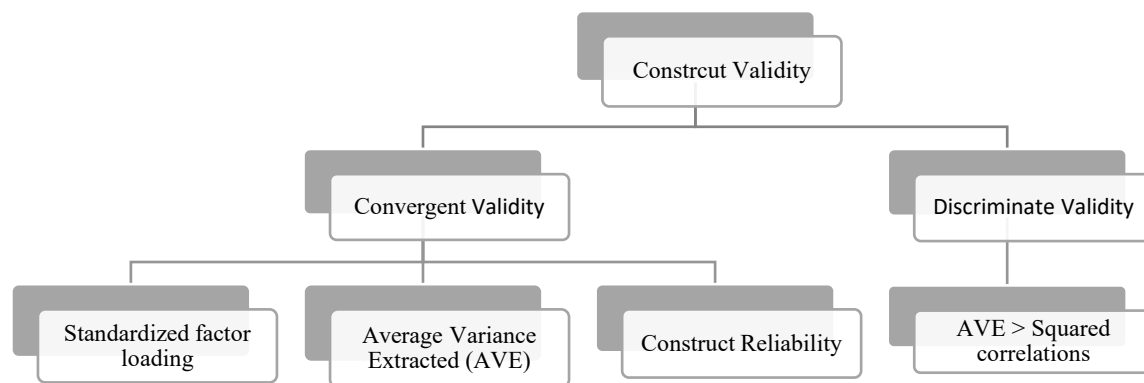 Constrcut Validity
Convergent Validity
Discriminate Validity
Standardized factor
loading
Average Variance
Extracted (AVE)
Construct Reliability
AVE > Squared
correlations